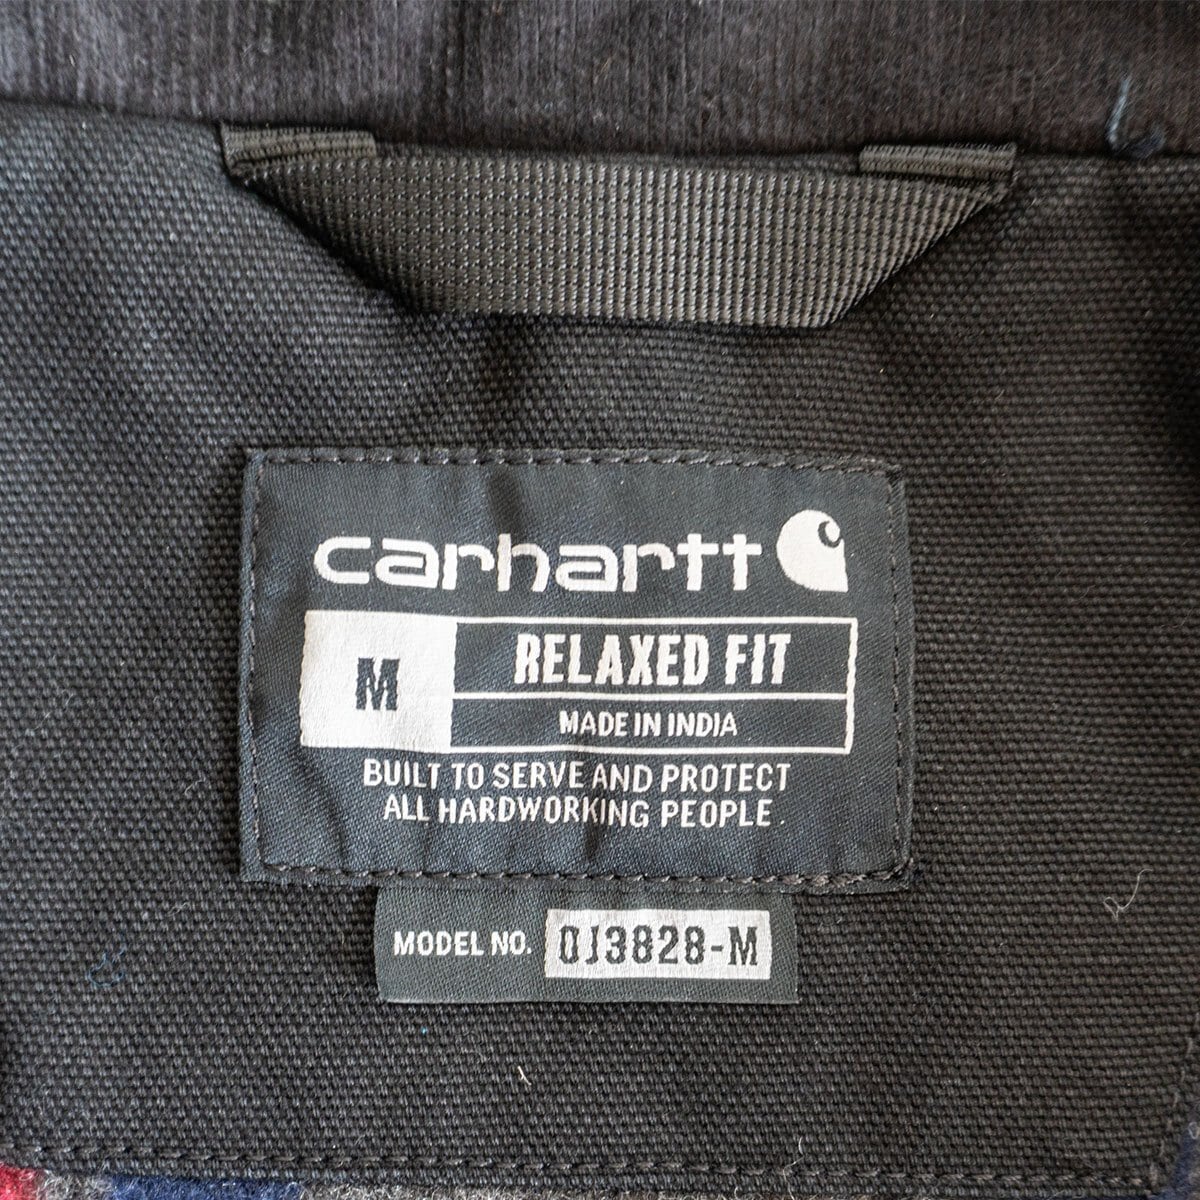 carhartt
M
RELAXED FIT
MADE IN INDIA
BUILT TO SERVE AND PROTECT
ALL HARDWORKING PEOPLE.
MODEL NO. OJ3828-M